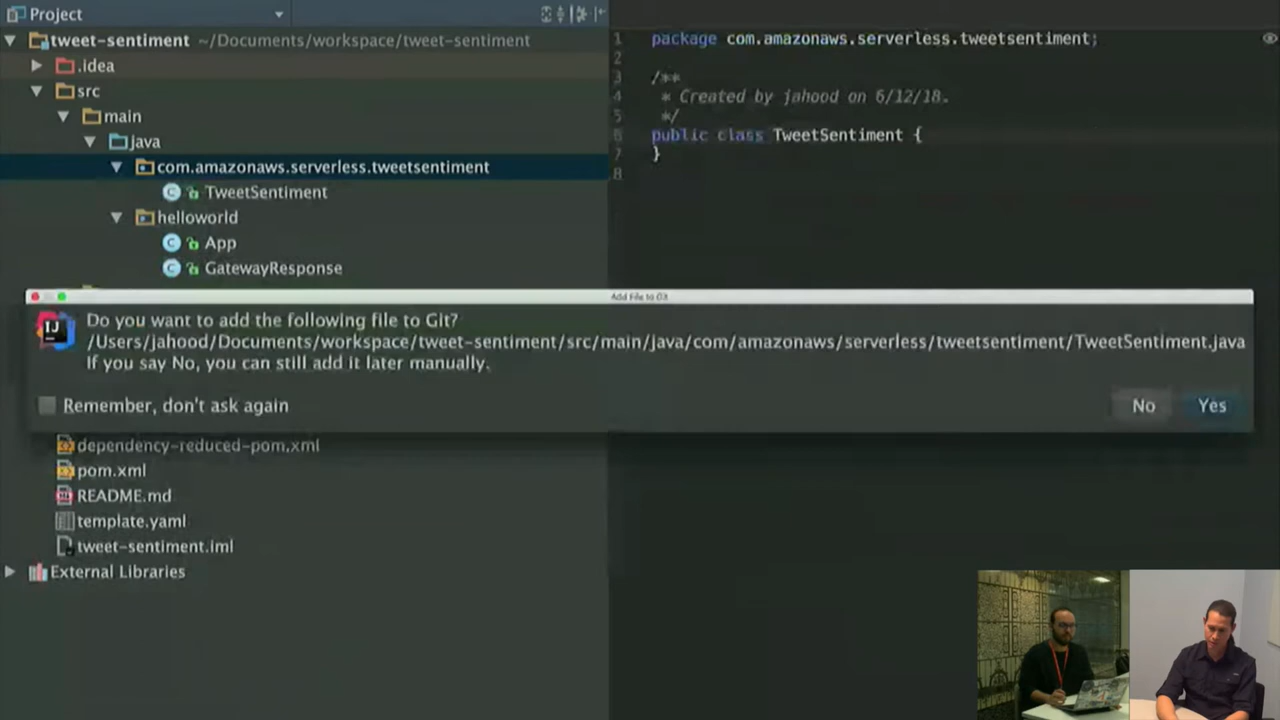 Project
tweet-sentiment ~/Documents/workspace/tweet-sentiment
.idea
src
main
java
com.amazonaws.serverless.tweetsentiment
TweetSentiment
helloworld
App
GatewayResponse
1 package com.amazonaws.serverless.tweetsentiment;
2
3 /**
4 * Created by jahood on 6/12/18.
5 */
6 public class TweetSentiment {
7 }
8
Add File to Git
IJ
Do you want to add the following file to Git?
/Users/jahood/Documents/workspace/tweet-sentiment/src/main/java/com/amazonaws/serverless/tweetsentiment/TweetSentiment.java
If you say No, you can still add it later manually.
Remember, don't ask again
No Yes
dependency-reduced-pom.xml
pom.xml
README.md
template.yaml
tweet-sentiment.iml
External Libraries